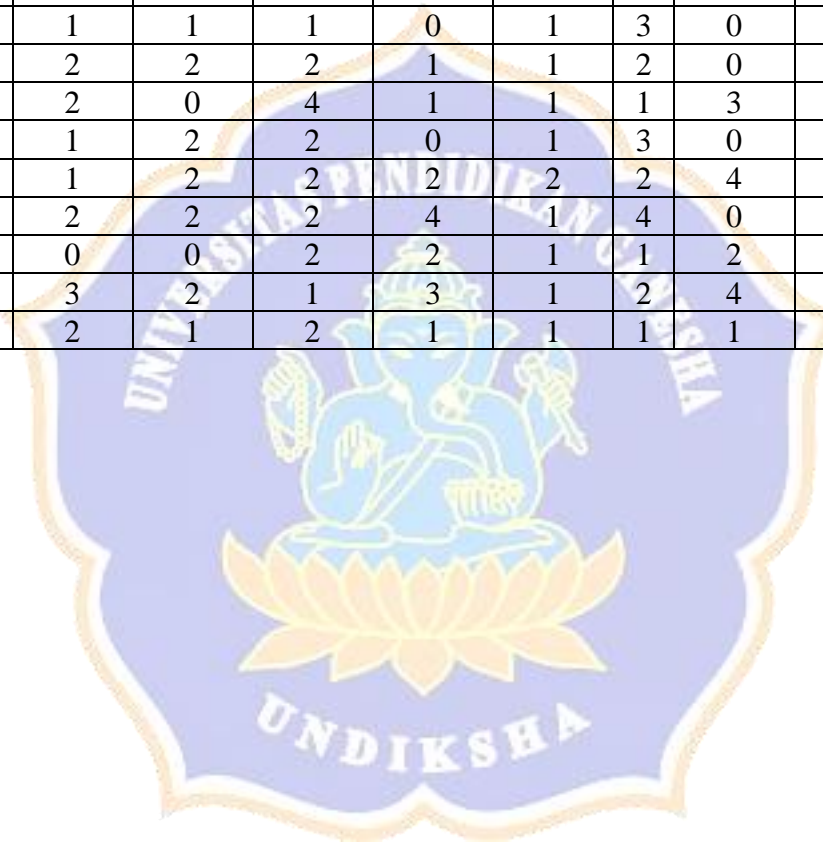 1 1 1 0 1 3 0
2 2 2 1 1 2 0
2 0 4 1 1 1 3
1 2 2 0 1 3 0
1 2 2 2 2 2 4
2 2 2 4 1 4 0
0 0 2 2 1 1 2
3 2 1 3 1 2 4
2 1 2 1 1 1 1
UNIVERSITAS PENDIDIKAN GANESHA
UNDIKSHA